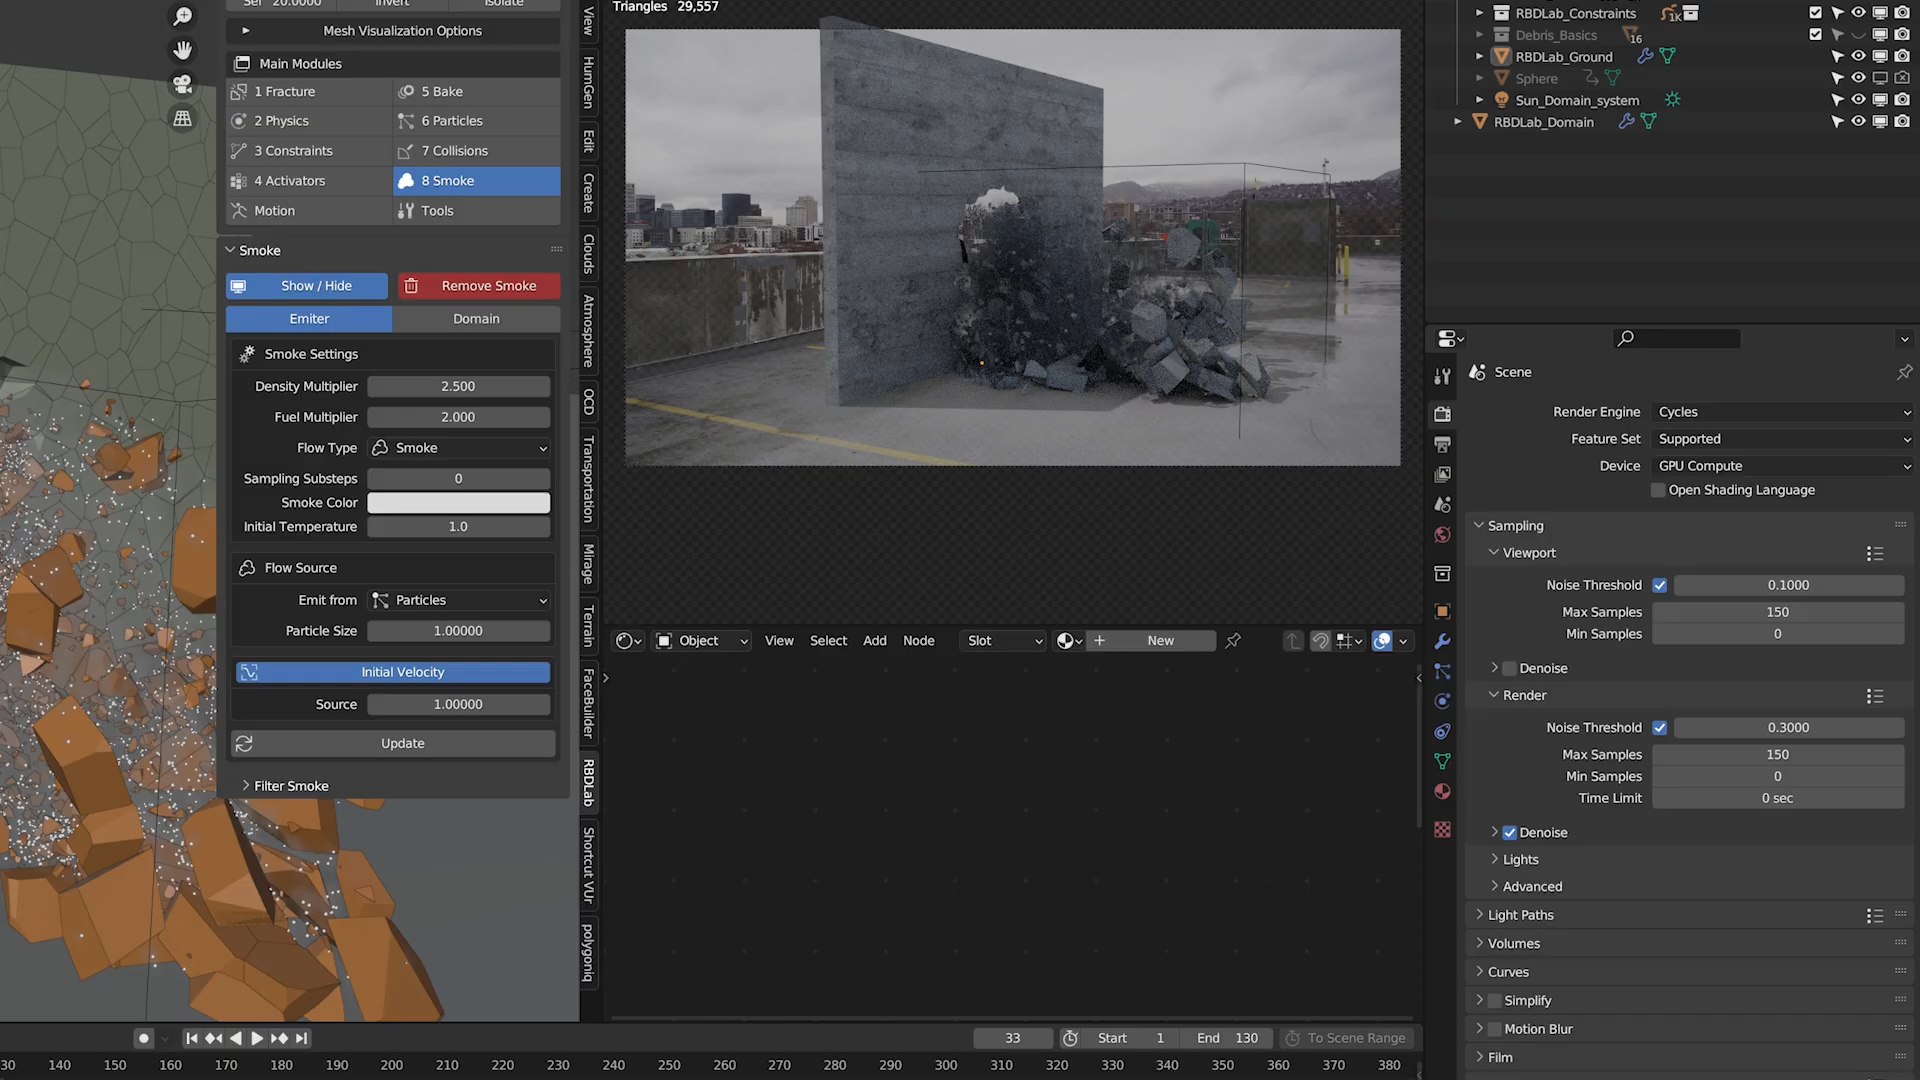 Sel 20.0000 Invert Isolate
Mesh Visualization Options
Main Modules
1 Fracture
5 Bake
2 Physics
6 Particles
3 Constraints
7 Collisions
4 Activators
8 Smoke
Motion
Tools
Smoke
Show / Hide
Remove Smoke
Emiter
Domain
Smoke Settings
Density Multiplier 2.500
Fuel Multiplier 2.000
Flow Type Smoke
Sampling Substeps 0
Smoke Color
Initial Temperature 1.0
Flow Source
Emit from Particles
Particle Size 1.00000
Initial Velocity
Source 1.00000
Update
Filter Smoke
View
HumGen
Edit
Create
Clouds
Atmosphere
OCD
Transportation
Mirage
Terrain
FaceBuilder
RBDLab
Shortcut VUr
polygoniq
Triangles 29,557
Object View Select Add Node Slot New
RBDLab_Constraints 1K
Debris_Basics 16
RBDLab_Ground
Sphere
Sun_Domain_system
RBDLab_Domain
Scene
Render Engine Cycles
Feature Set Supported
Device GPU Compute
Open Shading Language
Sampling
Viewport
Noise Threshold 0.1000
Max Samples 150
Min Samples 0
Denoise
Render
Noise Threshold 0.3000
Max Samples 150
Min Samples 0
Time Limit 0 sec
Denoise
Lights
Advanced
Light Paths
Volumes
Curves
Simplify
Motion Blur
Film
33 Start 1 End 130 To Scene Range
30 140 150 160 170 180 190 200 210 220 230 240 250 260 270 280 290 300 310 320 330 340 350 360 370 380